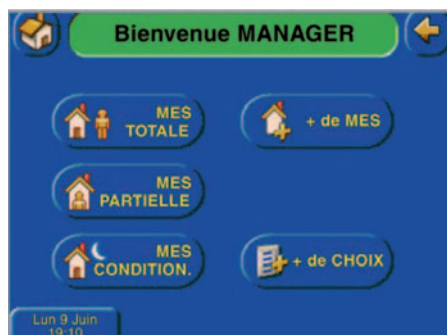 Bienvenue MANAGER
MES
TOTALE
+ de MES
MES
PARTIELLE
MES
CONDITION.
+ de CHOIX
Lun 9 Juin
19:10